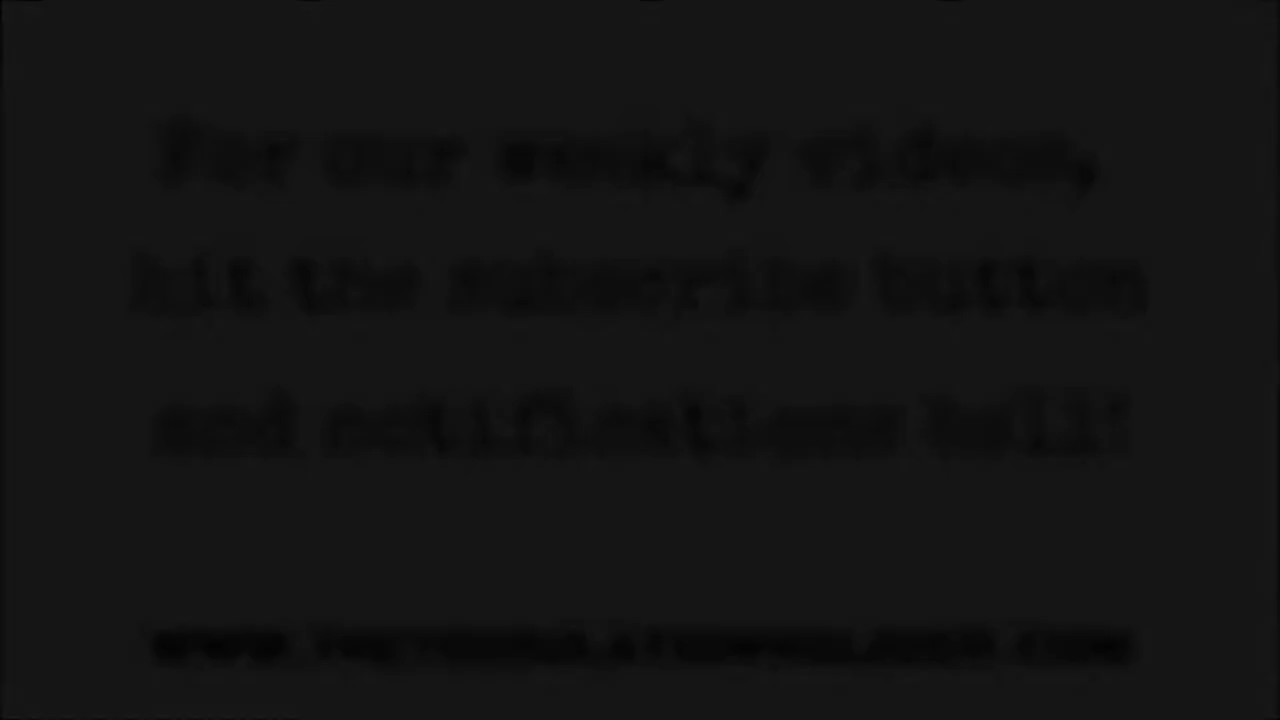 For our weekly videos,
hit the subscribe button
and notifications bell!